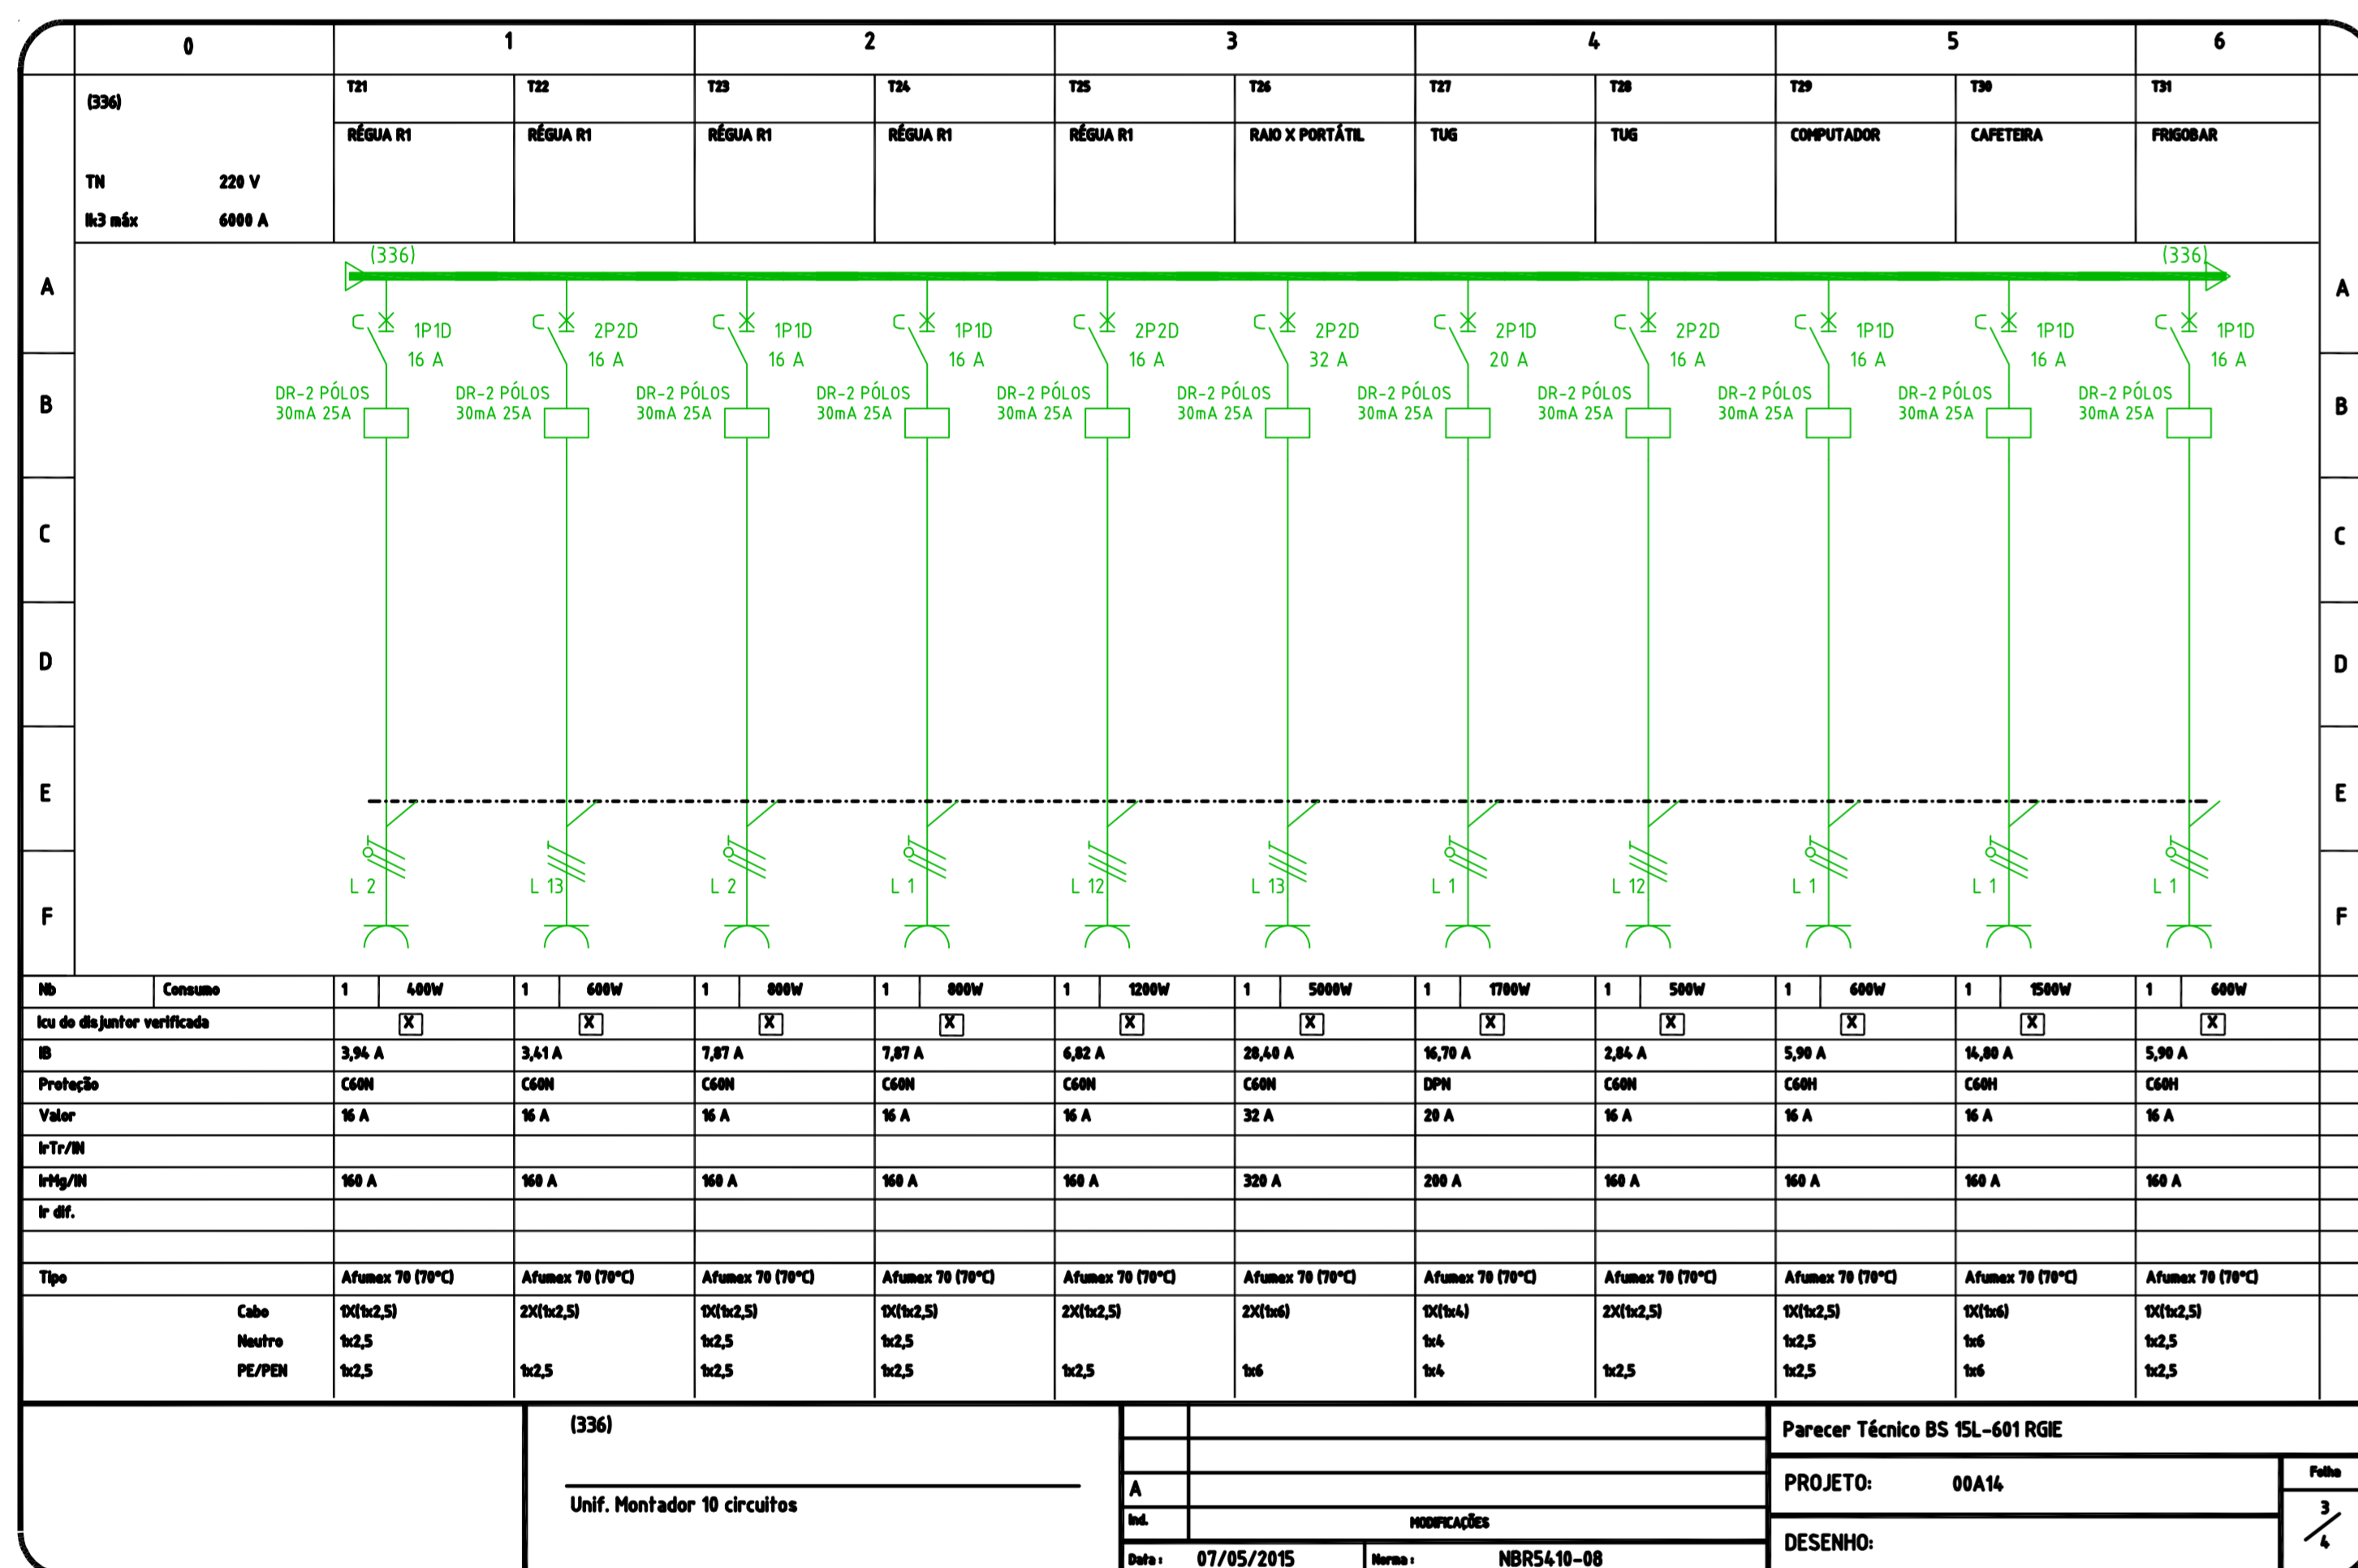 0 1 2 3 4 5 6
(336) T21 T22 T23 T24 T25 T26 T27 T28 T29 T30 T31
RÉGUA R1 RÉGUA R1 RÉGUA R1 RÉGUA R1 RÉGUA R1 RAIO X PORTÁTIL TUG TUG COMPUTADOR CAFETEIRA FRIGOBAR
TN 220 V
Ik3 máx 6000 A
(336) (336)
A A
C 1P1D C 2P2D C 1P1D C 1P1D C 2P2D C 2P2D C 2P1D C 2P2D C 1P1D C 1P1D C 1P1D
16 A 16 A 16 A 16 A 16 A 32 A 20 A 16 A 16 A 16 A 16 A
DR-2 PÓLOS DR-2 PÓLOS DR-2 PÓLOS DR-2 PÓLOS DR-2 PÓLOS DR-2 PÓLOS DR-2 PÓLOS DR-2 PÓLOS DR-2 PÓLOS DR-2 PÓLOS DR-2 PÓLOS
B B
30mA 25A 30mA 25A 30mA 25A 30mA 25A 30mA 25A 30mA 25A 30mA 25A 30mA 25A 30mA 25A 30mA 25A 30mA 25A
C C
D D
E E
L 2 L 13 L 2 L 1 L 12 L 13 L 1 L 12 L 1 L 1 L 1
F F
Nb Consumo 1 400W 1 600W 1 800W 1 800W 1 1200W 1 5000W 1 1700W 1 500W 1 600W 1 1500W 1 600W
Icu do disjuntor verificada X X X X X X X X X X X
IB 3,94 A 3,41 A 7,87 A 7,87 A 6,82 A 28,40 A 16,70 A 2,84 A 5,90 A 14,80 A 5,90 A
Proteção C60N C60N C60N C60N C60N C60N DPN C60N C60H C60H C60H
Valor 16 A 16 A 16 A 16 A 16 A 32 A 20 A 16 A 16 A 16 A 16 A
IrTr/IN
IrMg/IN 160 A 160 A 160 A 160 A 160 A 320 A 200 A 160 A 160 A 160 A 160 A
Ir dif.
Tipo Afumex 70 (70°C) Afumex 70 (70°C) Afumex 70 (70°C) Afumex 70 (70°C) Afumex 70 (70°C) Afumex 70 (70°C) Afumex 70 (70°C) Afumex 70 (70°C) Afumex 70 (70°C) Afumex 70 (70°C) Afumex 70 (70°C)
Cabo 1X(1x2,5) 2X(1x2,5) 1X(1x2,5) 1X(1x2,5) 2X(1x2,5) 2X(1x6) 1X(1x4) 2X(1x2,5) 1X(1x2,5) 1X(1x6) 1X(1x2,5)
Neutro 1x2,5 1x2,5 1x2,5 1x4 1x2,5 1x6 1x2,5
PE/PEN 1x2,5 1x2,5 1x2,5 1x2,5 1x2,5 1x6 1x4 1x2,5 1x2,5 1x6 1x2,5
(336)
Unif. Montador 10 circuitos
A
Ind. MODIFICAÇÕES
Data : 07/05/2015 Norma : NBR5410-08
Parecer Técnico BS 15L-601 RGIE
PROJETO: 00A14
DESENHO:
Folha
3/4